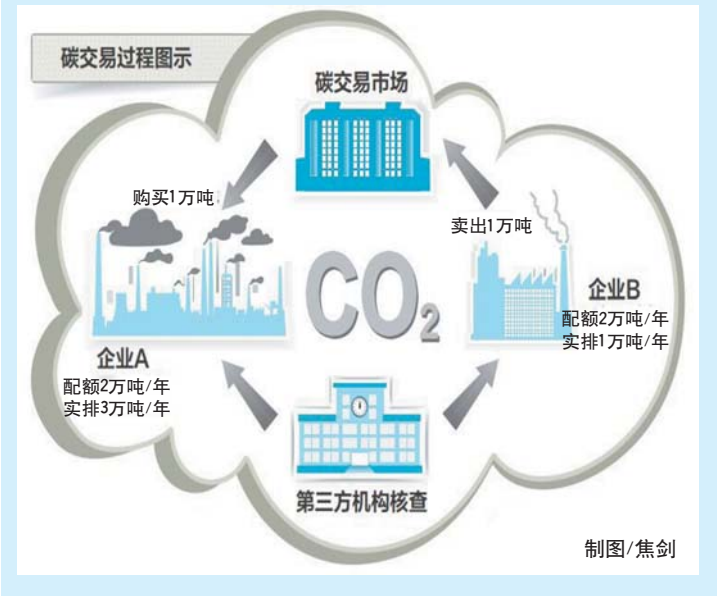 碳交易过程图示
碳交易市场
购买1万吨
卖出1万吨
CO₂
企业A
配额2万吨/年
实排3万吨/年
企业B
配额2万吨/年
实排1万吨/年
第三方机构核查
制图/焦剑